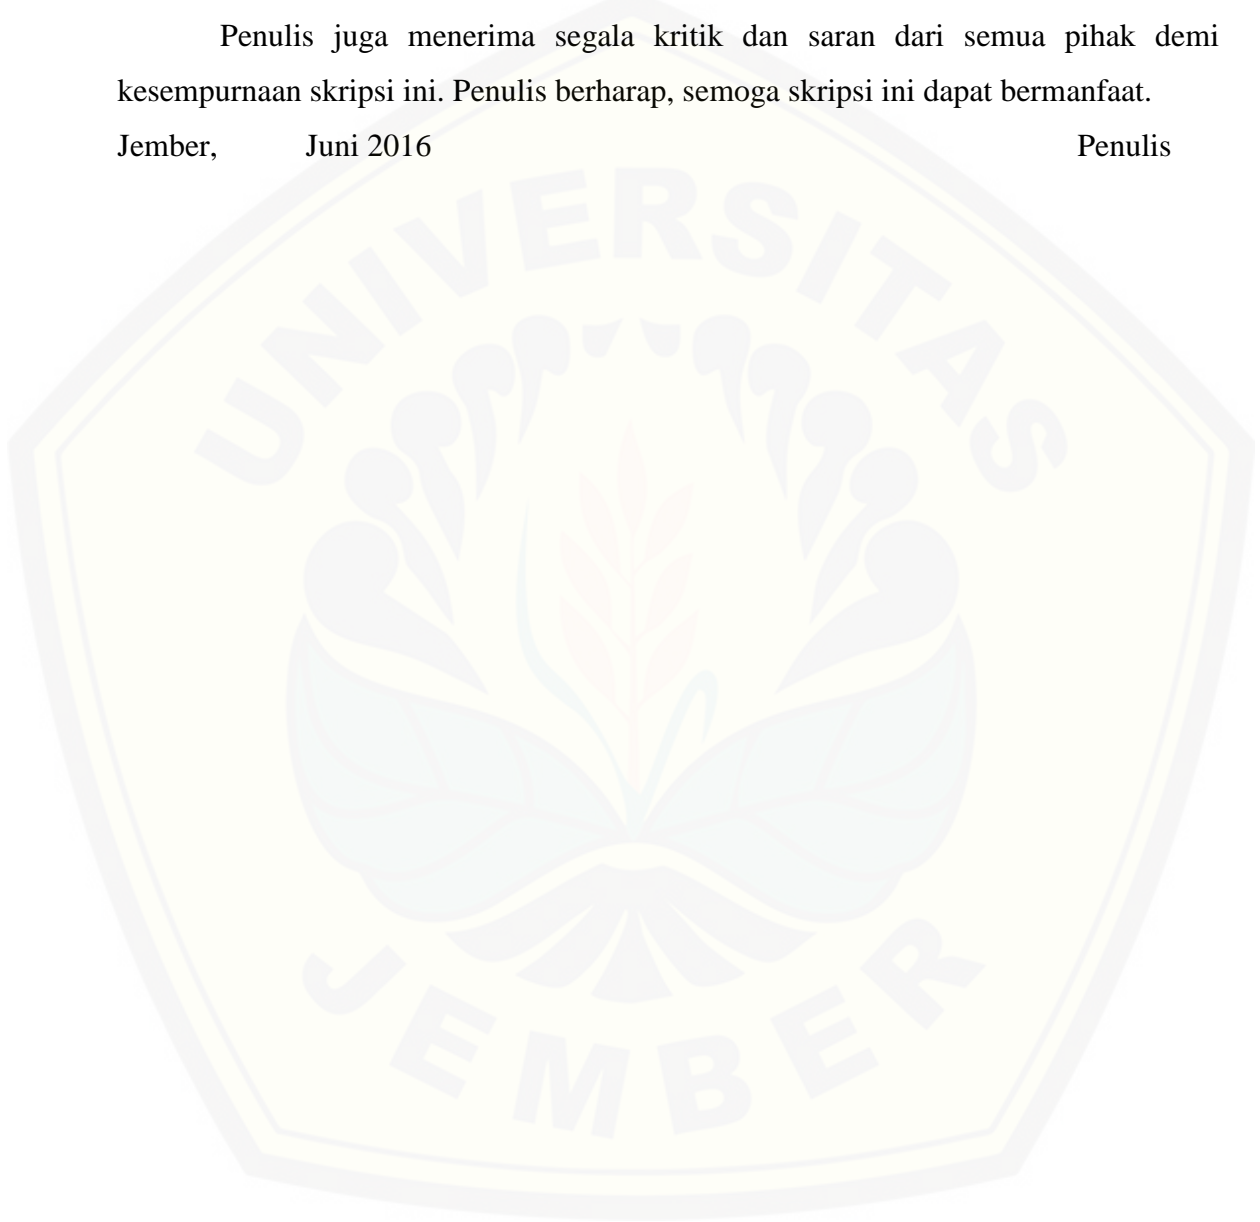 Penulis juga menerima segala kritik dan saran dari semua pihak demi
kesempurnaan skripsi ini. Penulis berharap, semoga skripsi ini dapat bermanfaat.
Jember, Juni 2016 Penulis
UNIVERSITAS
JEMBER